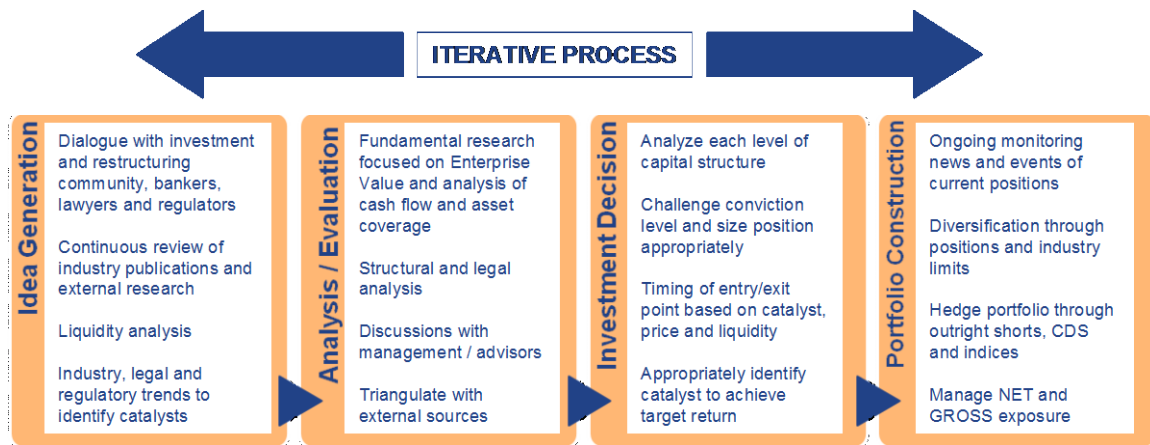 ITERATIVE PROCESS
Idea Generation
Dialogue with investment
and restructuring
community, bankers,
lawyers and regulators
Continuous review of
industry publications and
external research
Liquidity analysis
Industry, legal and
regulatory trends to
identify catalysts
Analysis / Evaluation
Fundamental research
focused on Enterprise
Value and analysis of
cash flow and asset
coverage
Structural and legal
analysis
Discussions with
management / advisors
Triangulate with
external sources
Investment Decision
Analyze each level of
capital structure
Challenge conviction
level and size position
appropriately
Timing of entry/exit
point based on catalyst,
price and liquidity
Appropriately identify
catalyst to achieve
target return
Portfolio Construction
Ongoing monitoring
news and events of
current positions
Diversification through
positions and industry
limits
Hedge portfolio through
outright shorts, CDS
and indices
Manage NET and
GROSS exposure